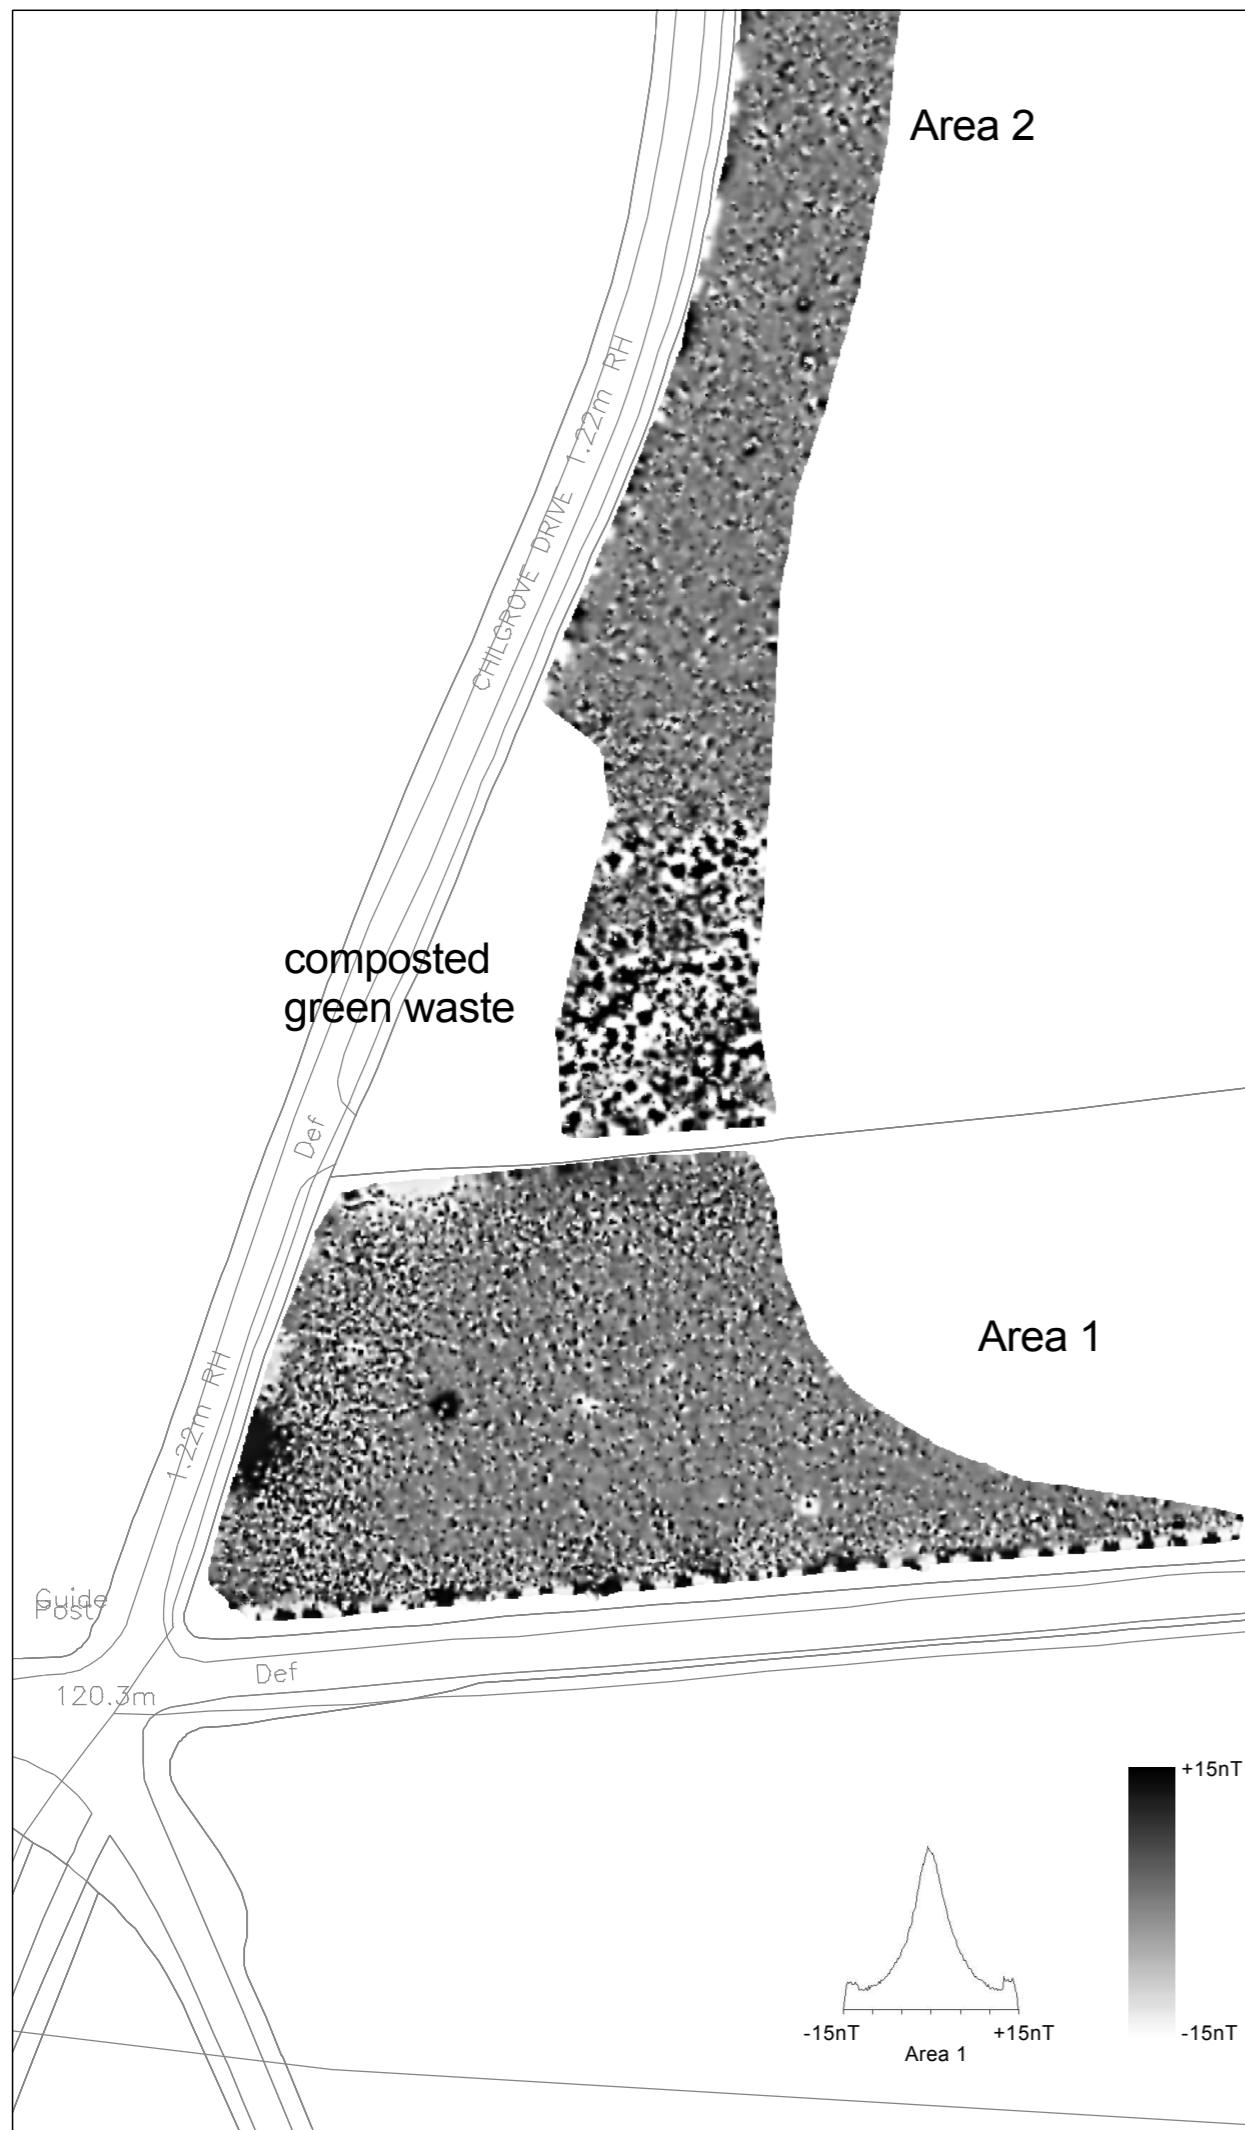 Area 2
CHILGROVE DRIVE 1.22m RH
composted
green waste
Def
Area 1
1.22m RH
Guide
Post
Def
120.3m
+15nT
-15nT
-15nT
+15nT
Area 1